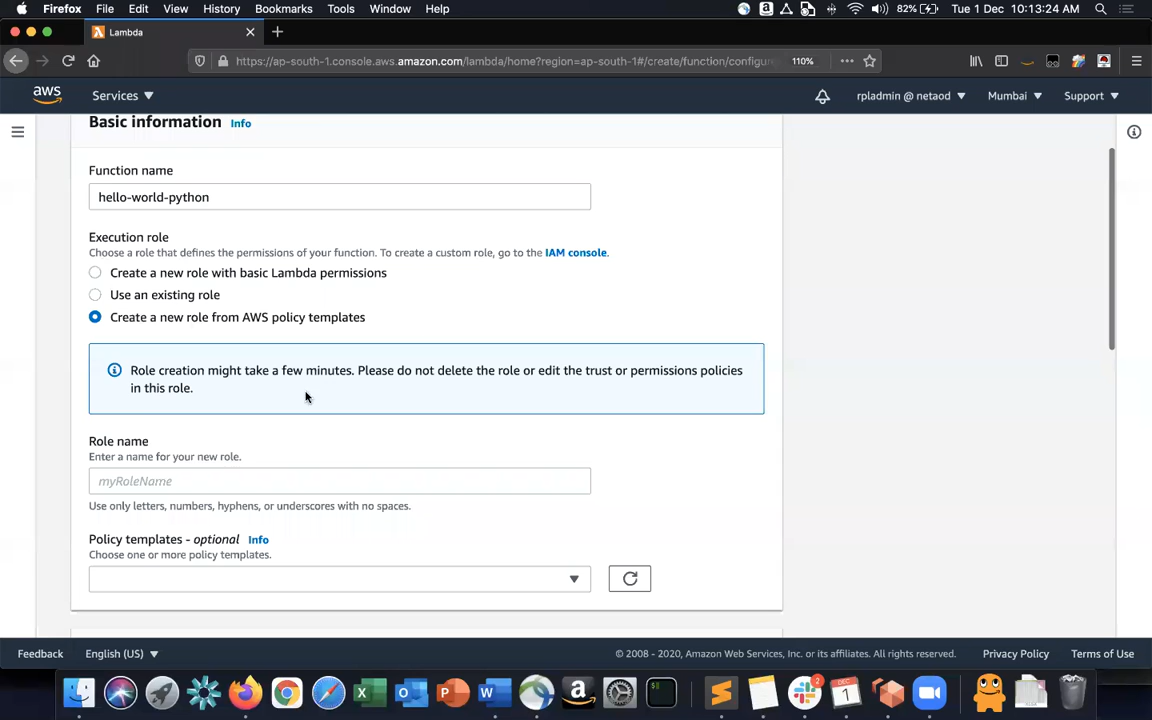 Firefox File Edit View History Bookmarks Tools Window Help
82% Tue 1 Dec 10:13:24 AM
Lambda
https://ap-south-1.console.aws.amazon.com/lambda/home?region=ap-south-1#/create/function/configure
110%
aws Services rpladmin @ netaod Mumbai Support
Basic information Info
Function name
hello-world-python
Execution role
Choose a role that defines the permissions of your function. To create a custom role, go to the IAM console.
Create a new role with basic Lambda permissions
Use an existing role
Create a new role from AWS policy templates
Role creation might take a few minutes. Please do not delete the role or edit the trust or permissions policies
in this role.
Role name
Enter a name for your new role.
myRoleName
Use only letters, numbers, hyphens, or underscores with no spaces.
Policy templates - optional Info
Choose one or more policy templates.
Feedback English (US) © 2008 - 2020, Amazon Web Services, Inc. or its affiliates. All rights reserved. Privacy Policy Terms of Use